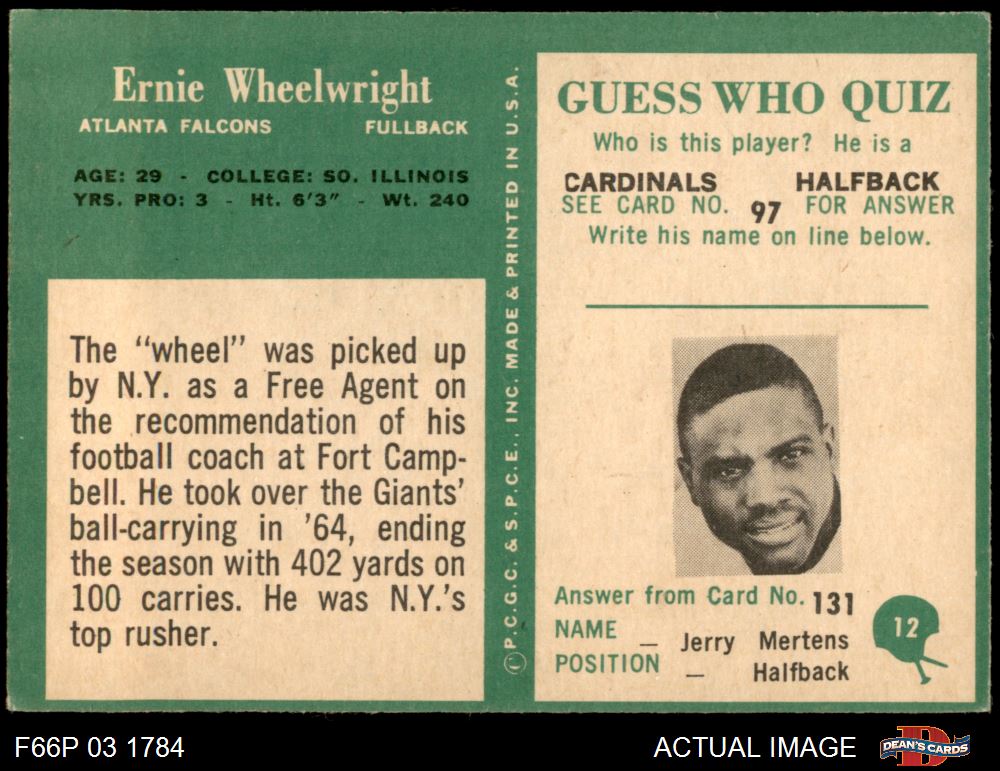 Ernie Wheelwright
ATLANTA FALCONS FULLBACK
AGE: 29 - COLLEGE: SO. ILLINOIS
YRS. PRO: 3 - Ht. 6'3" - Wt. 240
The "wheel" was picked up
by N.Y. as a Free Agent on
the recommendation of his
football coach at Fort Camp-
bell. He took over the Giants'
ball-carrying in '64, ending
the season with 402 yards on
100 carries. He was N.Y.'s
top rusher.
©P.C.G.C. & S.P.C.E., INC. MADE & PRINTED IN U.S.A.
GUESS WHO QUIZ
Who is this player? He is a
CARDINALS HALFBACK
SEE CARD NO. 97 FOR ANSWER
Write his name on line below.
Answer from Card No. 131
NAME – Jerry Mertens
POSITION – Halfback
12
F66P 03 1784
ACTUAL IMAGE
D
DEAN'S CARDS